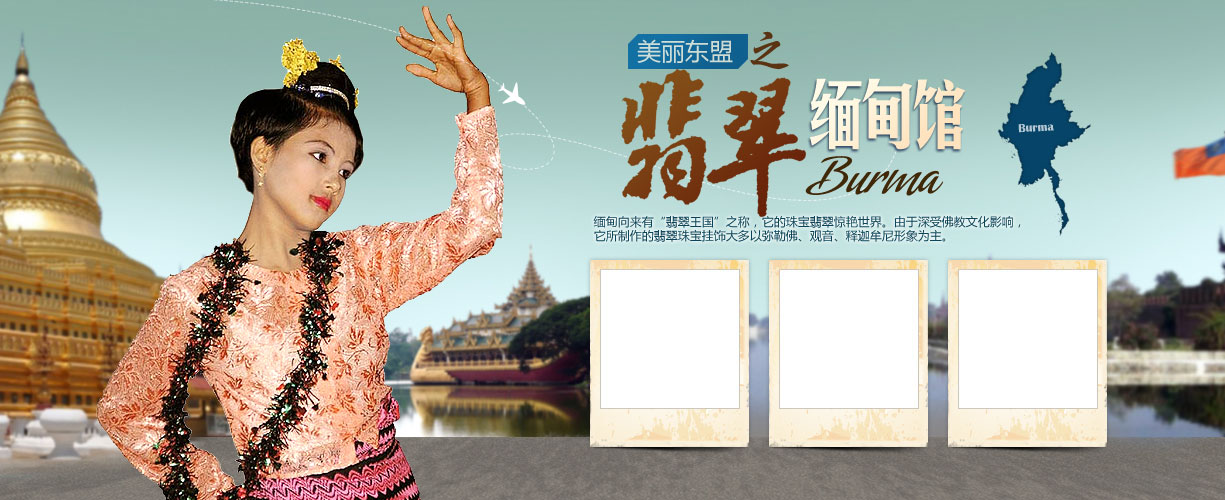 美丽东盟之
翡翠
缅甸馆
Burma
Burma
缅甸向来有“翡翠王国”之称，它的珠宝翡翠惊艳世界。由于深受佛教文化影响，
它所制作的翡翠珠宝挂饰大多以弥勒佛、观音、释迦牟尼形象为主。